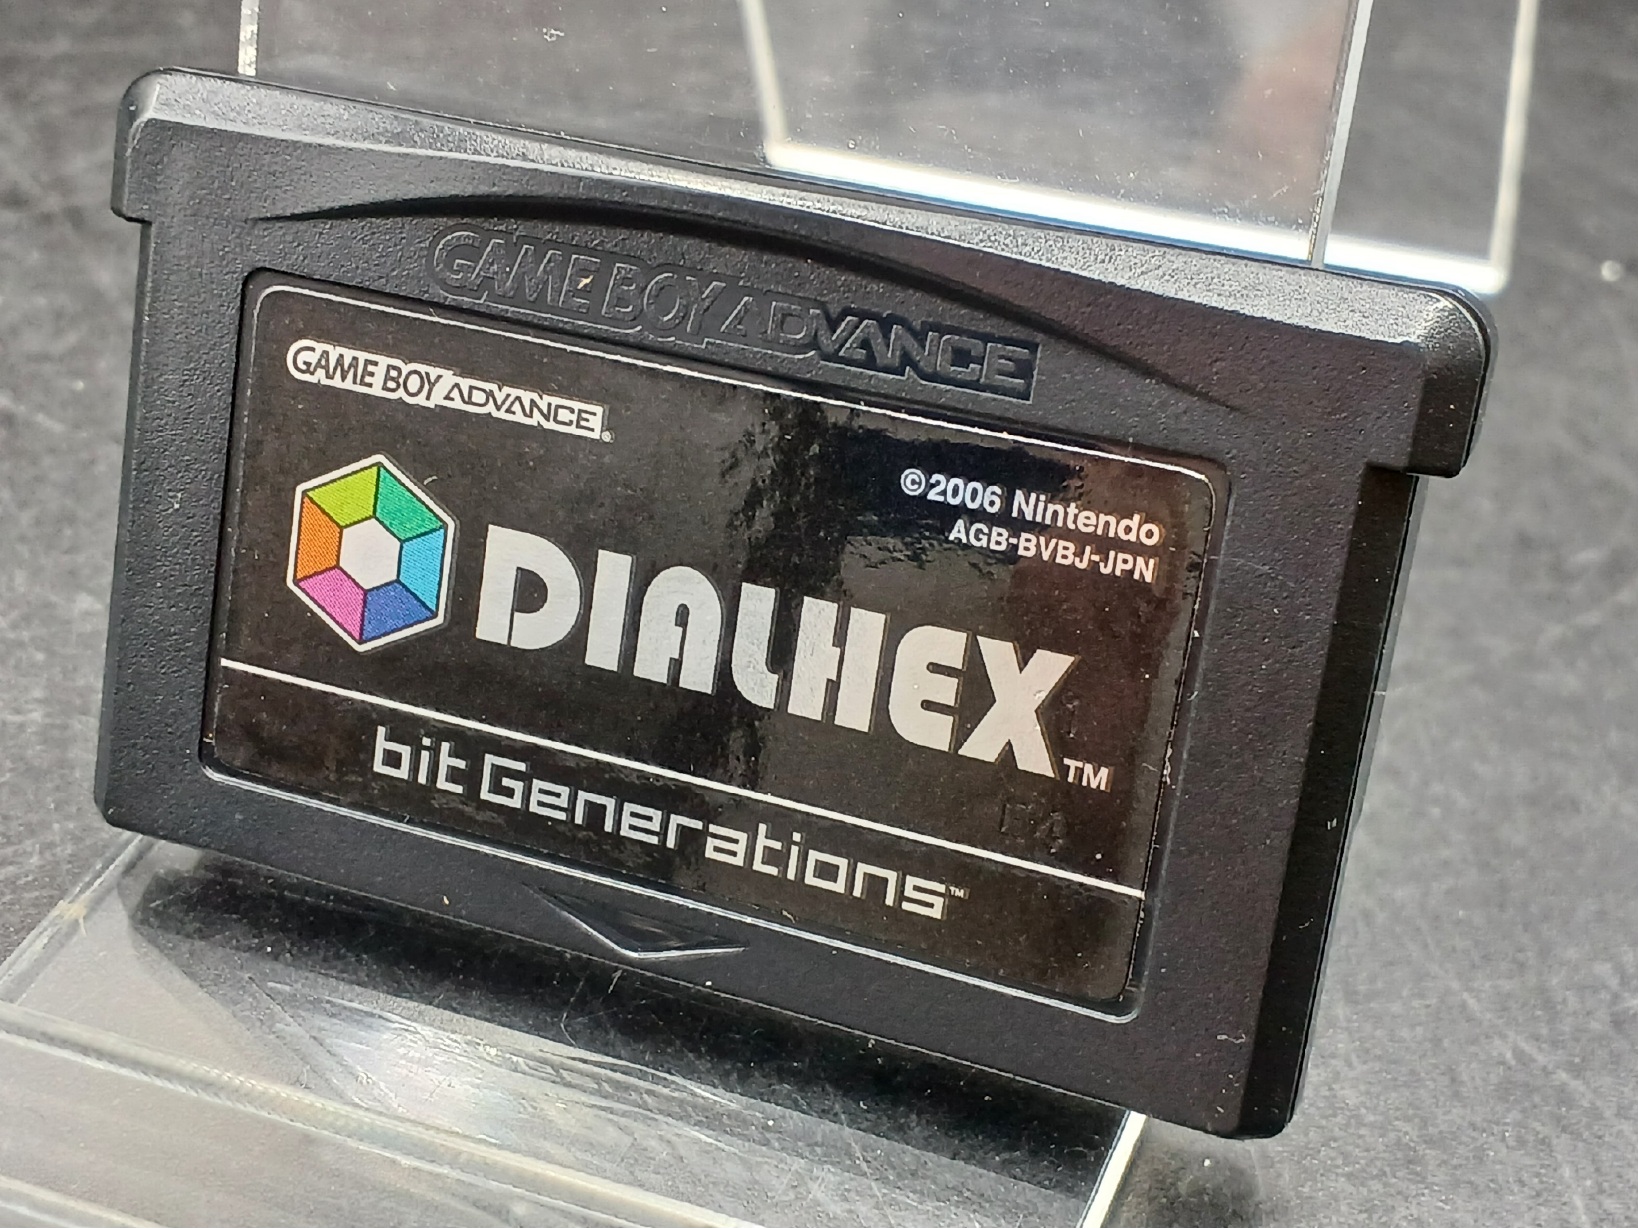 GAME BOY ADVANCE
GAME BOY ADVANCE
©2006 Nintendo
AGB-BVBJ-JPN
DIALHEX™
bit Generations™